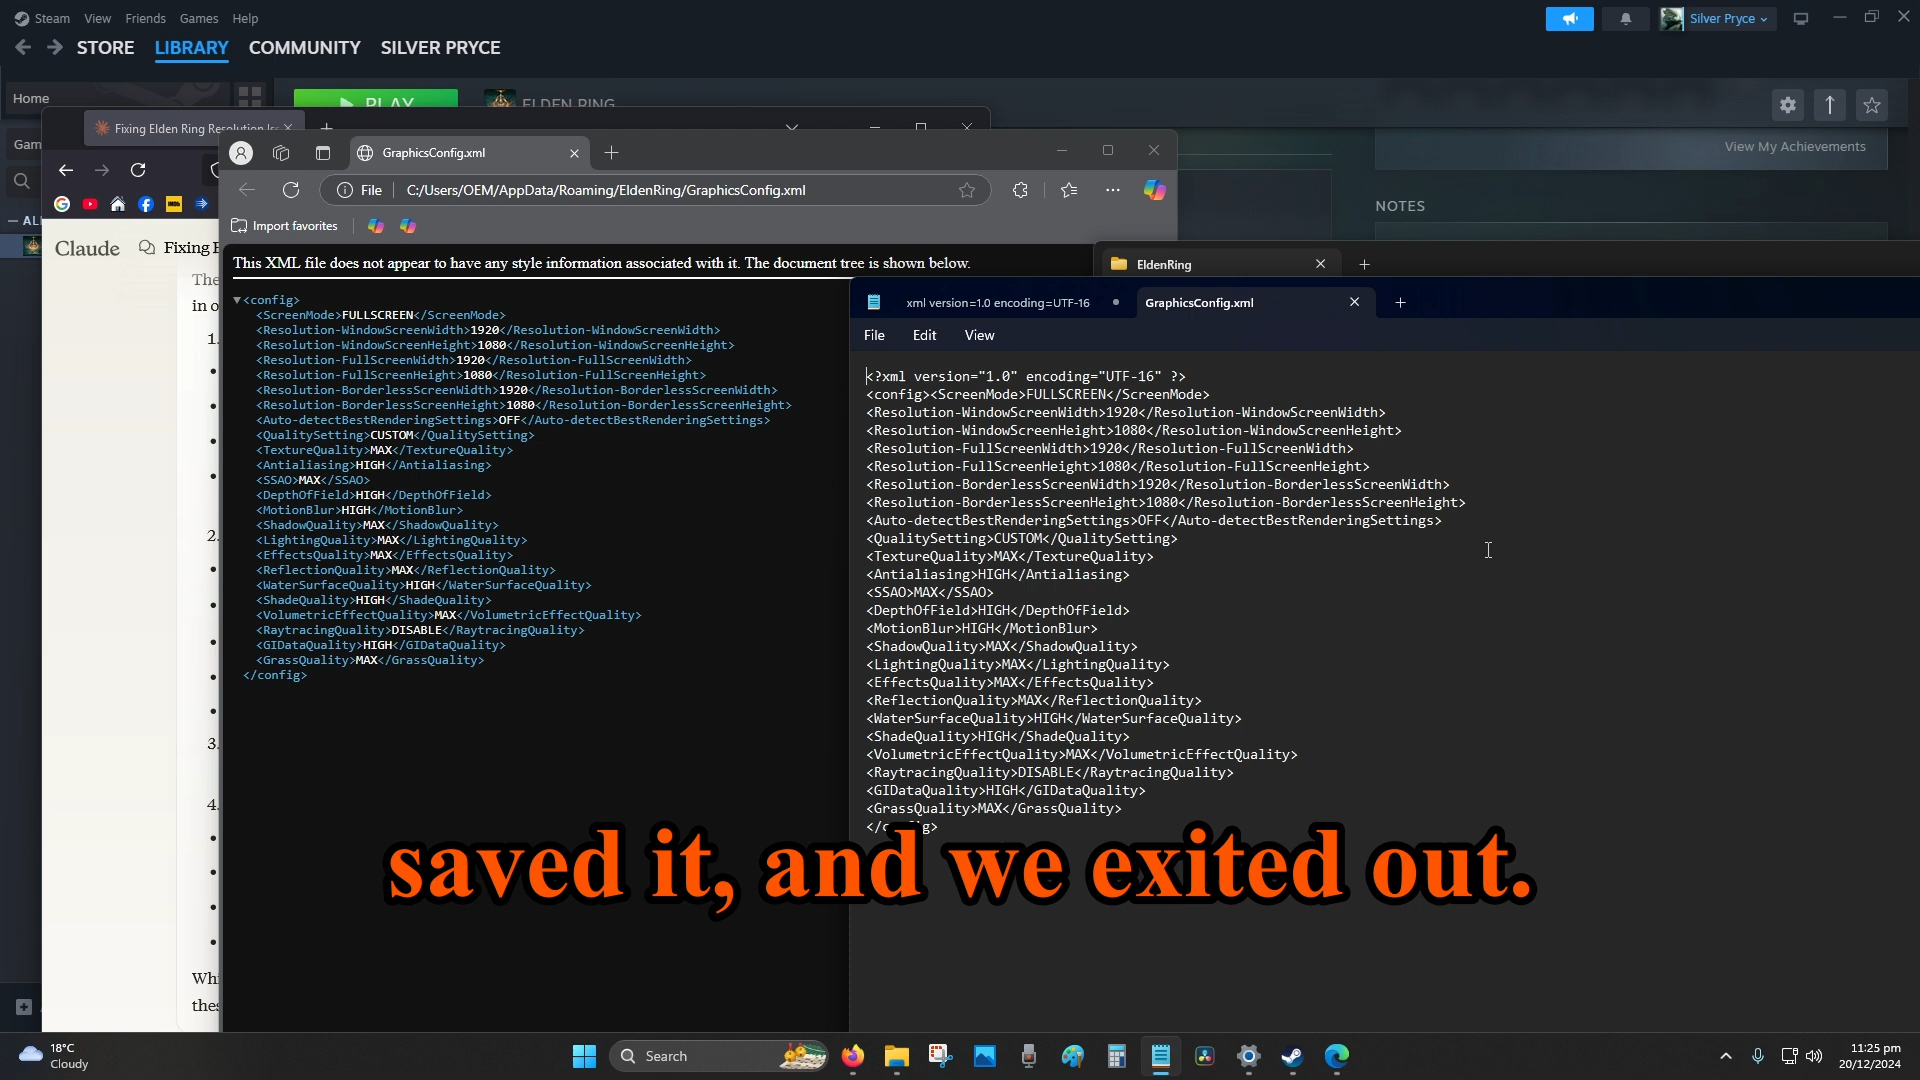 Steam View Friends Games Help
Silver Pryce
STORE LIBRARY COMMUNITY SILVER PRYCE
Home
PLAY
ELDEN RING
Fixing Elden Ring Resolution Is
Gam
GraphicsConfig.xml
View My Achievements
File C:/Users/OEM/AppData/Roaming/EldenRing/GraphicsConfig.xml
NOTES
ALL
Import favorites
Claude Fixing E
This XML file does not appear to have any style information associated with it. The document tree is shown below.
EldenRing
The
in o
1.
2.
3.
4.
Whi
thes
<config>
<ScreenMode>FULLSCREEN</ScreenMode>
<Resolution-WindowScreenWidth>1920</Resolution-WindowScreenWidth>
<Resolution-WindowScreenHeight>1080</Resolution-WindowScreenHeight>
<Resolution-FullScreenWidth>1920</Resolution-FullScreenWidth>
<Resolution-FullScreenHeight>1080</Resolution-FullScreenHeight>
<Resolution-BorderlessScreenWidth>1920</Resolution-BorderlessScreenWidth>
<Resolution-BorderlessScreenHeight>1080</Resolution-BorderlessScreenHeight>
<Auto-detectBestRenderingSettings>OFF</Auto-detectBestRenderingSettings>
<QualitySetting>CUSTOM</QualitySetting>
<TextureQuality>MAX</TextureQuality>
<Antialiasing>HIGH</Antialiasing>
<SSAO>MAX</SSAO>
<DepthOfField>HIGH</DepthOfField>
<MotionBlur>HIGH</MotionBlur>
<ShadowQuality>MAX</ShadowQuality>
<LightingQuality>MAX</LightingQuality>
<EffectsQuality>MAX</EffectsQuality>
<ReflectionQuality>MAX</ReflectionQuality>
<WaterSurfaceQuality>HIGH</WaterSurfaceQuality>
<ShadeQuality>HIGH</ShadeQuality>
<VolumetricEffectQuality>MAX</VolumetricEffectQuality>
<RaytracingQuality>DISABLE</RaytracingQuality>
<GIDataQuality>HIGH</GIDataQuality>
<GrassQuality>MAX</GrassQuality>
</config>
xml version=1.0 encoding=UTF-16
GraphicsConfig.xml
File Edit View
<?xml version="1.0" encoding="UTF-16" ?>
<config><ScreenMode>FULLSCREEN</ScreenMode>
<Resolution-WindowScreenWidth>1920</Resolution-WindowScreenWidth>
<Resolution-WindowScreenHeight>1080</Resolution-WindowScreenHeight>
<Resolution-FullScreenWidth>1920</Resolution-FullScreenWidth>
<Resolution-FullScreenHeight>1080</Resolution-FullScreenHeight>
<Resolution-BorderlessScreenWidth>1920</Resolution-BorderlessScreenWidth>
<Resolution-BorderlessScreenHeight>1080</Resolution-BorderlessScreenHeight>
<Auto-detectBestRenderingSettings>OFF</Auto-detectBestRenderingSettings>
<QualitySetting>CUSTOM</QualitySetting>
<TextureQuality>MAX</TextureQuality>
<Antialiasing>HIGH</Antialiasing>
<SSAO>MAX</SSAO>
<DepthOfField>HIGH</DepthOfField>
<MotionBlur>HIGH</MotionBlur>
<ShadowQuality>MAX</ShadowQuality>
<LightingQuality>MAX</LightingQuality>
<EffectsQuality>MAX</EffectsQuality>
<ReflectionQuality>MAX</ReflectionQuality>
<WaterSurfaceQuality>HIGH</WaterSurfaceQuality>
<ShadeQuality>HIGH</ShadeQuality>
<VolumetricEffectQuality>MAX</VolumetricEffectQuality>
<RaytracingQuality>DISABLE</RaytracingQuality>
<GIDataQuality>HIGH</GIDataQuality>
<GrassQuality>MAX</GrassQuality>
</config>
saved it, and we exited out.
18°C
Cloudy
Search
11:25 pm
20/12/2024